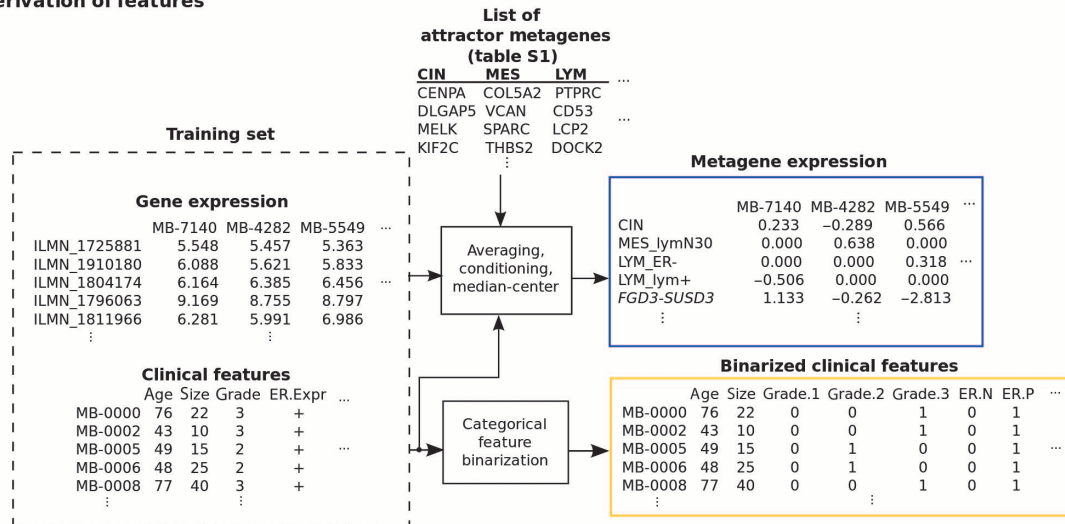 erivation of features
List of
attractor metagenes
(table S1)
CIN MES LYM ...
CENPA COL5A2 PTPRC
DLGAP5 VCAN CD53 ...
MELK SPARC LCP2
KIF2C THBS2 DOCK2
⋮
Training set
Gene expression
MB-7140 MB-4282 MB-5549 ...
ILMN_1725881 5.548 5.457 5.363
ILMN_1910180 6.088 5.621 5.833
ILMN_1804174 6.164 6.385 6.456 ...
ILMN_1796063 9.169 8.755 8.797
ILMN_1811966 6.281 5.991 6.986
⋮ ⋮
Clinical features
Age Size Grade ER.Expr ...
MB-0000 76 22 3 +
MB-0002 43 10 3 +
MB-0005 49 15 2 + ...
MB-0006 48 25 2 +
MB-0008 77 40 3 +
⋮ ⋮
Averaging,
conditioning,
median-center
Categorical
feature
binarization
Metagene expression
MB-7140 MB-4282 MB-5549 ...
CIN 0.233 −0.289 0.566
MES_lymN30 0.000 0.638 0.000
LYM_ER- 0.000 0.000 0.318 ...
LYM_lym+ −0.506 0.000 0.000
FGD3-SUSD3 1.133 −0.262 −2.813
⋮ ⋮
Binarized clinical features
Age Size Grade.1 Grade.2 Grade.3 ER.N ER.P ...
MB-0000 76 22 0 0 1 0 1
MB-0002 43 10 0 0 1 0 1
MB-0005 49 15 0 1 0 0 1 ...
MB-0006 48 25 0 1 0 0 1
MB-0008 77 40 0 0 1 0 1
⋮ ⋮